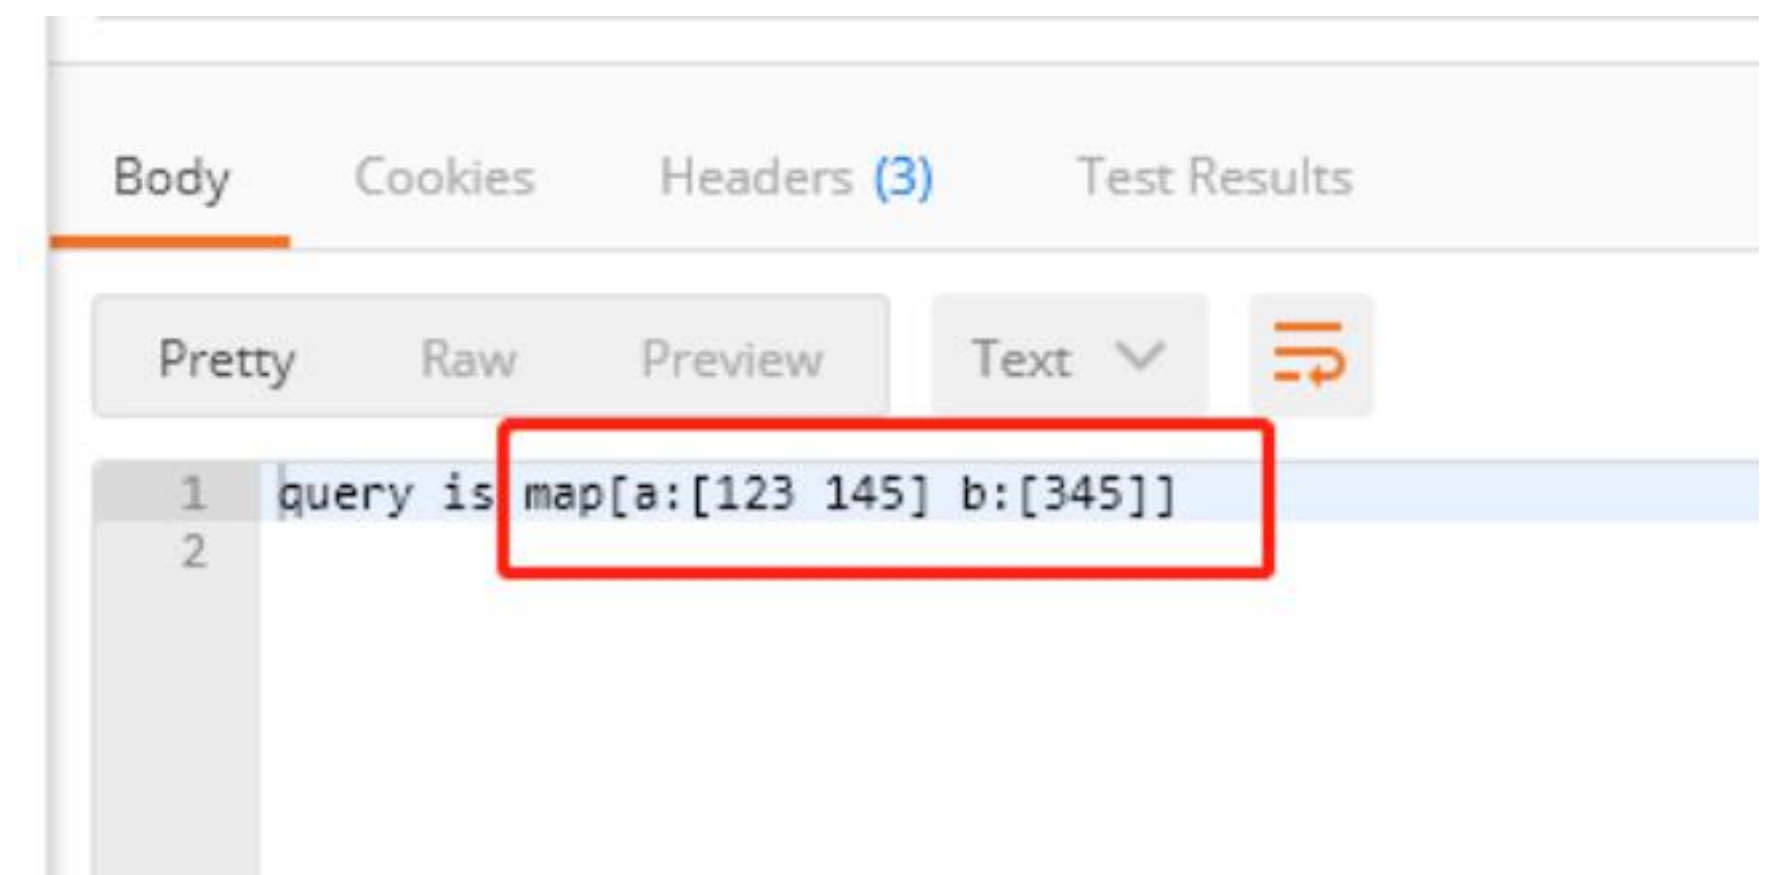 Body Cookies Headers (3) Test Results
Pretty Raw Preview Text
1 query is map[a:[123 145] b:[345]]
2